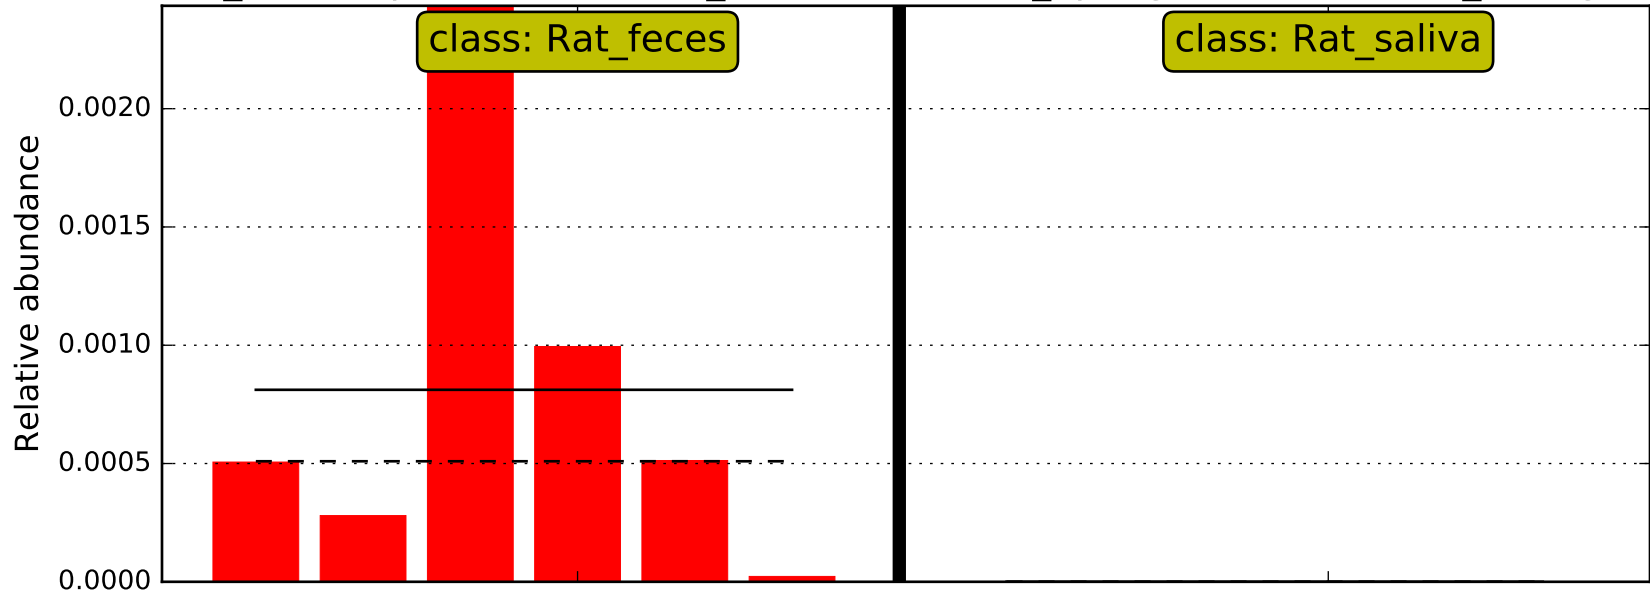 class: Rat_feces
class: Rat_saliva
Relative abundance
0.0020
0.0015
0.0010
0.0005
0.0000